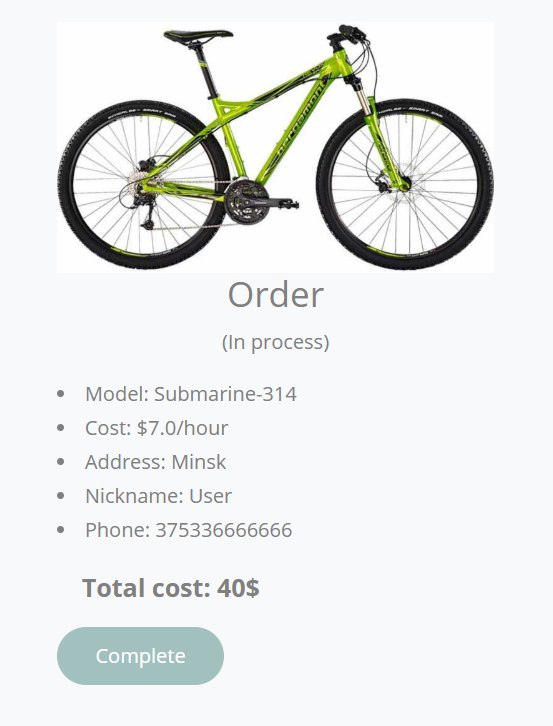 bergamont
Order
(In process)
Model: Submarine-314
Cost: $7.0/hour
Address: Minsk
Nickname: User
Phone: 375336666666
Total cost: 40$
Complete